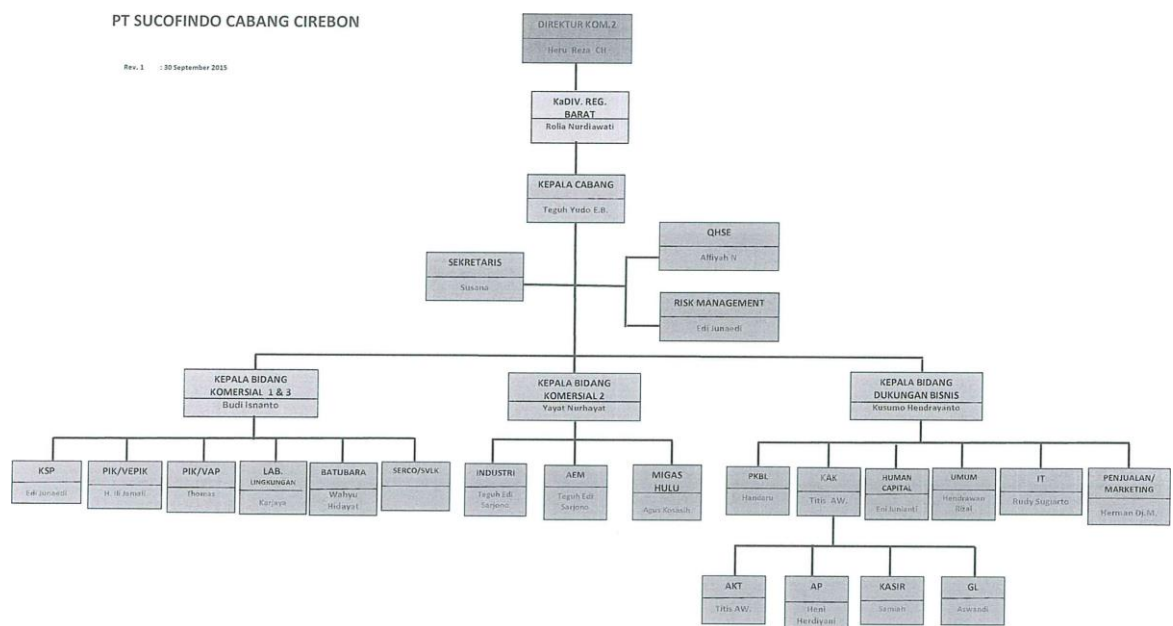 PT SUCOFINDO CABANG CIREBON
Rev. 1 : 30 September 2015
DIREKTUR KOM.2
Heru Reza CH
KaDIV. REG.
BARAT
Rolia Nurdiawati
KEPALA CABANG
Teguh Yudo E.B.
QHSE
Alfiyah N
SEKRETARIS
Susana
RISK MANAGEMENT
Edi Junaedi
KEPALA BIDANG
KOMERSIAL 1 & 3
Budi Isnanto
KEPALA BIDANG
KOMERSIAL 2
Yayat Nurhayat
KEPALA BIDANG
DUKUNGAN BISNIS
Kusumo Hendrayanto
KSP
Edi Junaedi
PIK/VEPIK
H. Jamati
PIK/VAP
Thomas
LAB.
LINGKUNGAN
Karjaya
BATUBARA
Wahyu
Hidayat
SERCO/SVLK
INDUSTRI
Teguh Edi
Sarjono
AEM
Teguh Edi
Sarjono
MIGAS
HULU
Agus Kosasih
PKBL
Handaru
KAK
Titis AW.
HUMAN
CAPITAL
Eni Junianti
UMUM
Hendrawan
Rizal
IT
Rudy Sugiarto
PENJUALAN/
MARKETING
Herman Dj.M.
AKT
Titis AW.
AP
Heni
Herdiyani
KASIR
Samiah
GL
Aswandi